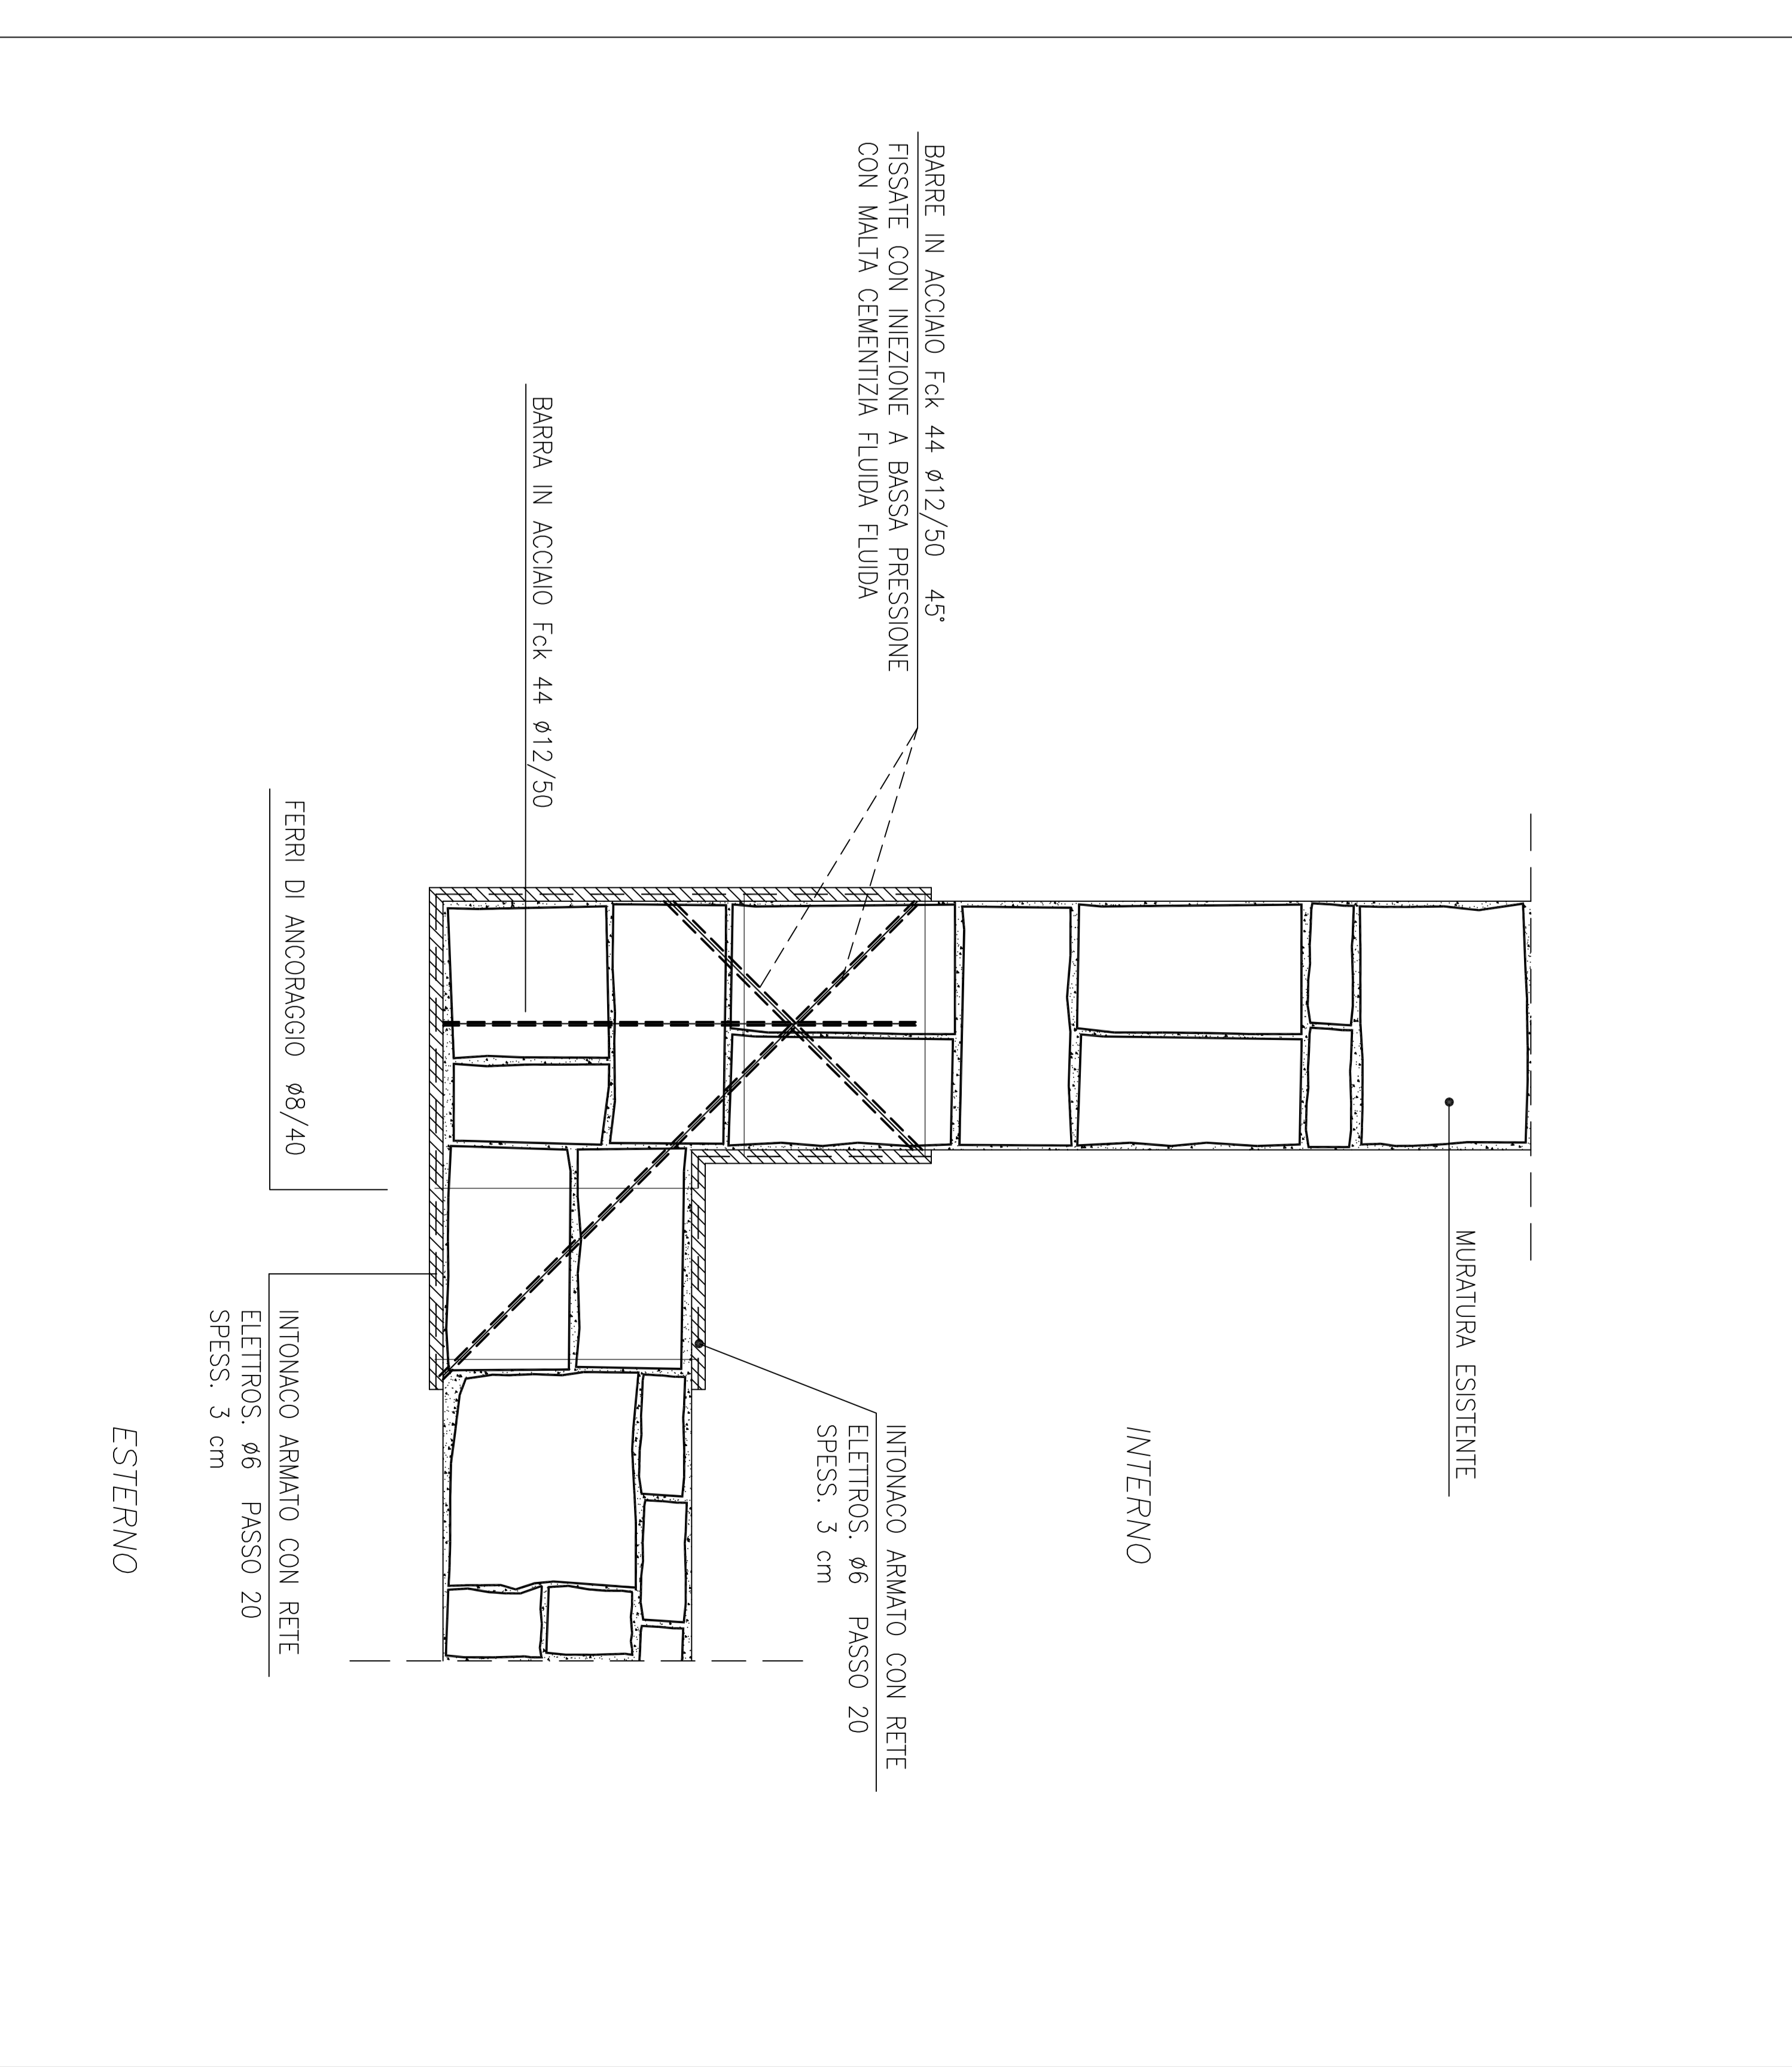 MURATURA ESISTENTE
INTERNO
BARRE IN ACCIAIO Fck 44 ø12/50 45°
FISSATE CON INIEZIONE A BASSA PRESSIONE
CON MALTA CEMENTIZIA FLUIDA FLUIDA
INTONACO ARMATO CON RETE
ELETTROS. ø6 PASSO 20
SPESS. 3 cm
BARRA IN ACCIAIO Fck 44 ø12/50
FERRI DI ANCORAGGIO ø8/40
INTONACO ARMATO CON RETE
ELETTROS. ø6 PASSO 20
SPESS. 3 cm
ESTERNO